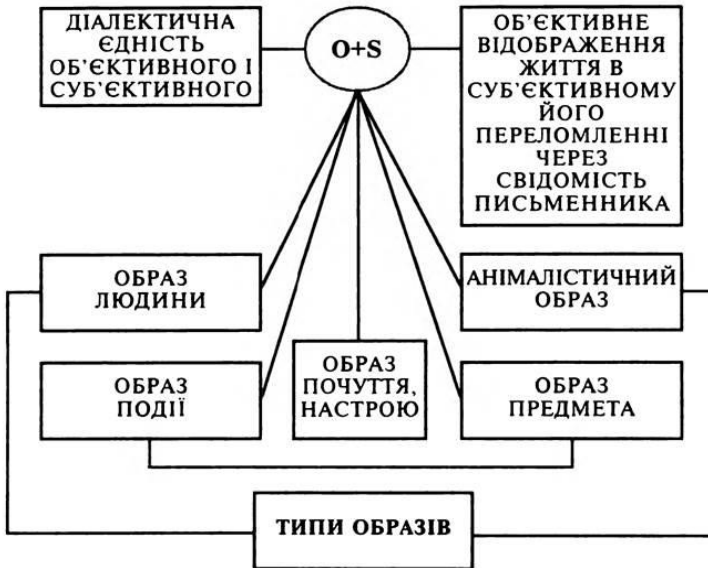 ДІАЛЕКТИЧНА
ЄДНІСТЬ
ОБ’ЄКТИВНОГО І
СУБ’ЄКТИВНОГО
O+S
ОБ’ЄКТИВНЕ
ВІДОБРАЖЕННЯ
ЖИТТЯ В
СУБ’ЄКТИВНОМУ
ЙОГО
ПЕРЕЛОМЛЕННІ
ЧЕРЕЗ
СВІДОМІСТЬ
ПИСЬМЕННИКА
ОБРАЗ
ЛЮДИНИ
АНІМАЛІСТИЧНИЙ
ОБРАЗ
ОБРАЗ
ПОДІЇ
ОБРАЗ
ПОЧУТТЯ,
НАСТРОЮ
ОБРАЗ
ПРЕДМЕТА
ТИПИ ОБРАЗІВ